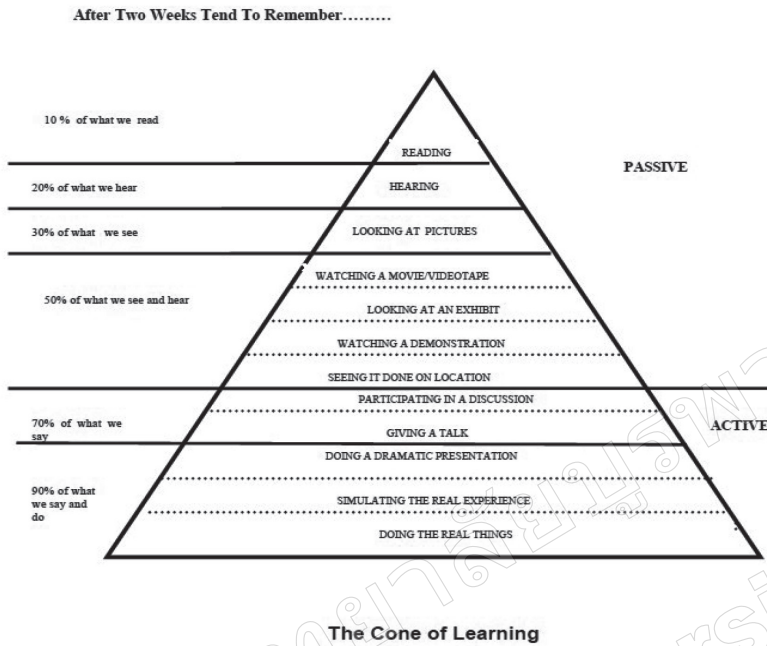 After Two Weeks Tend To Remember.........
10 % of what we read
READING
PASSIVE
20% of what we hear
HEARING
30% of what we see
LOOKING AT PICTURES
WATCHING A MOVIE/VIDEOTAPE
50% of what we see and hear
LOOKING AT AN EXHIBIT
WATCHING A DEMONSTRATION
SEEING IT DONE ON LOCATION
PARTICIPATING IN A DISCUSSION
70% of what we
say
ACTIVE
GIVING A TALK
DOING A DRAMATIC PRESENTATION
90% of what
we say and
do
SIMULATING THE REAL EXPERIENCE
DOING THE REAL THINGS
The Cone of Learning